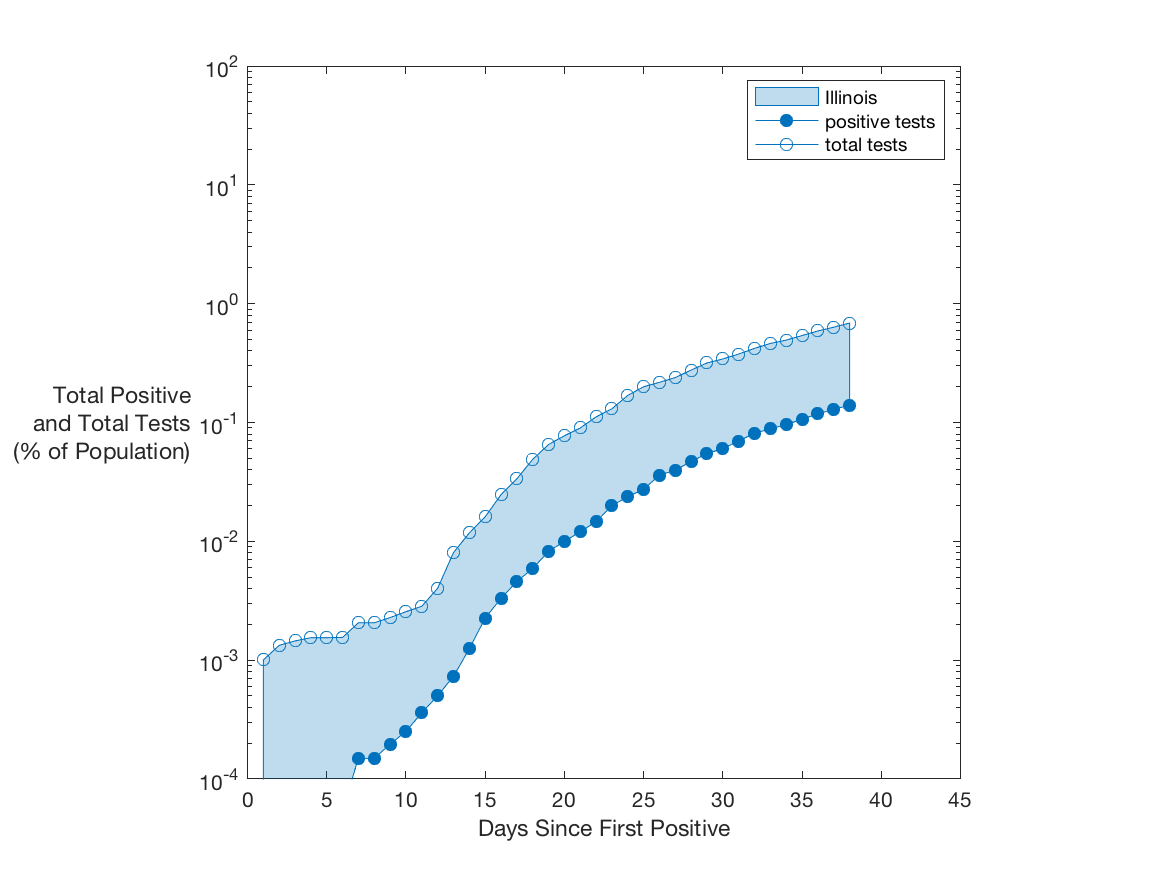 10^2
10^1
10^0
10^-1
10^-2
10^-3
10^-4
Total Positive
and Total Tests
(% of Population)
Illinois
positive tests
total tests
0 5 10 15 20 25 30 35 40 45
Days Since First Positive